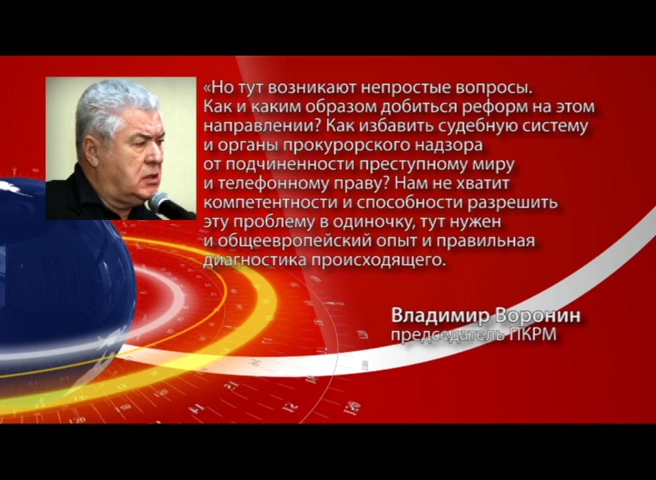 «Но тут возникают непростые вопросы.
Как и каким образом добиться реформ на этом
направлении? Как избавить судебную систему
и органы прокурорского надзора
от подчиненности преступному миру
и телефонному праву? Нам не хватит
компетентности и способности разрешить
эту проблему в одиночку, тут нужен
и общеевропейский опыт и правильная
диагностика происходящего.
Владимир Воронин
председатель ПКРМ